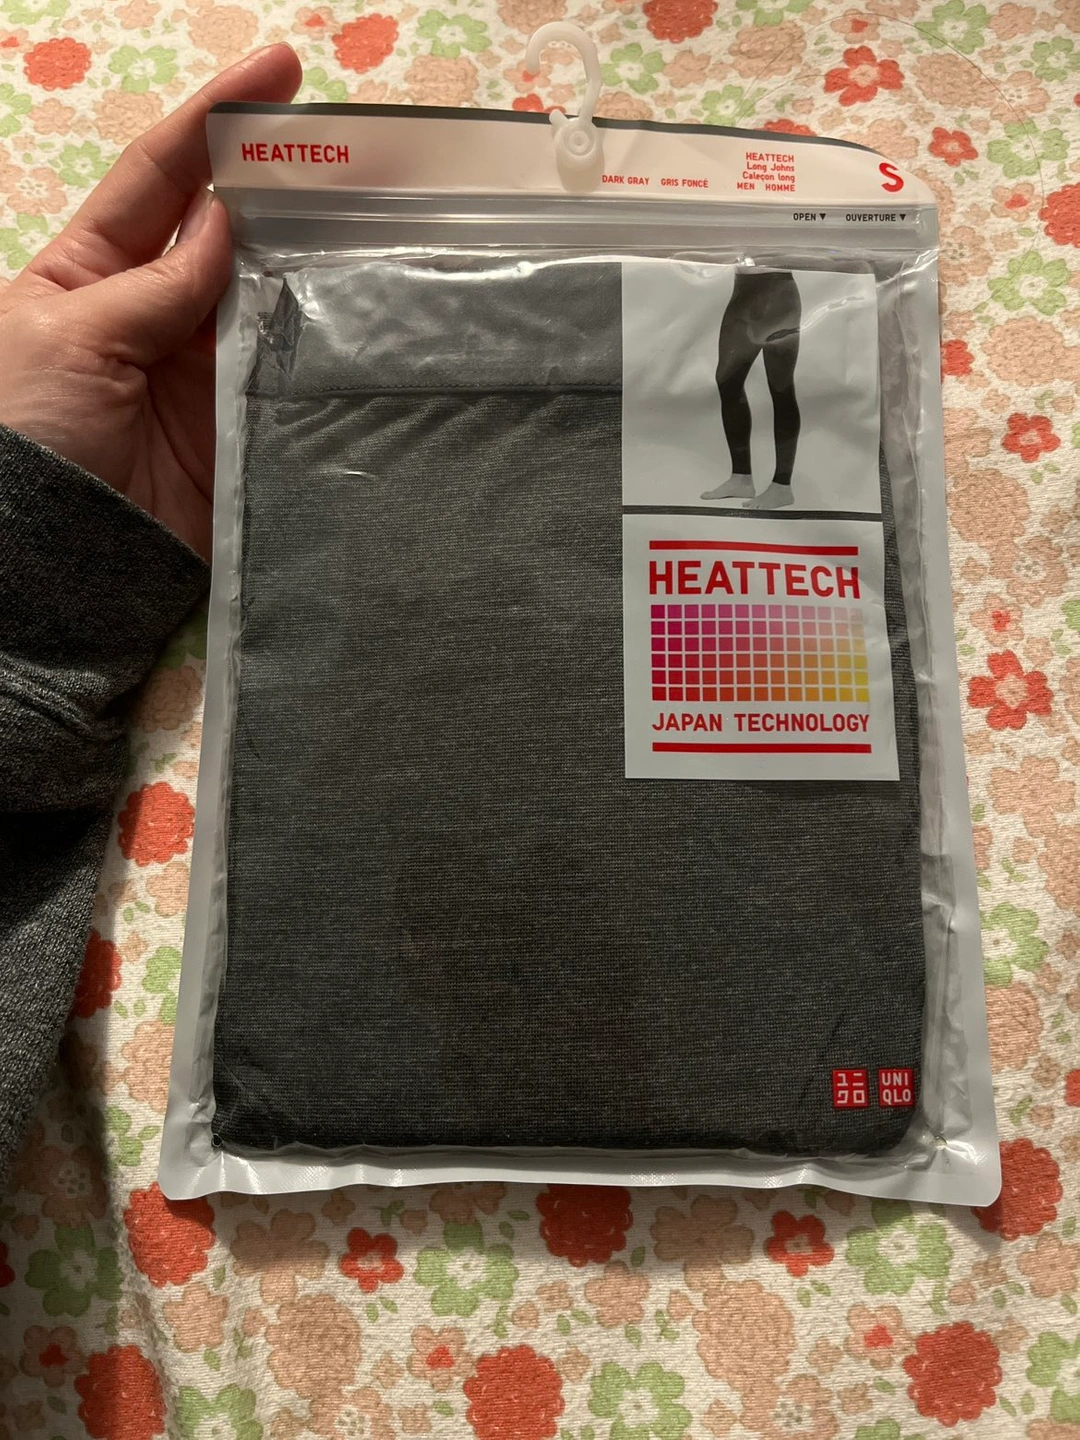 HEATTECH
DARK GRAY GRIS FONCÉ
HEATTECH
Long Johns
Caleçon long
MEN HOMME
S
OPEN ▼ OUVERTURE ▼
HEATTECH
JAPAN TECHNOLOGY
ユニ
クロ
UNI
QLO